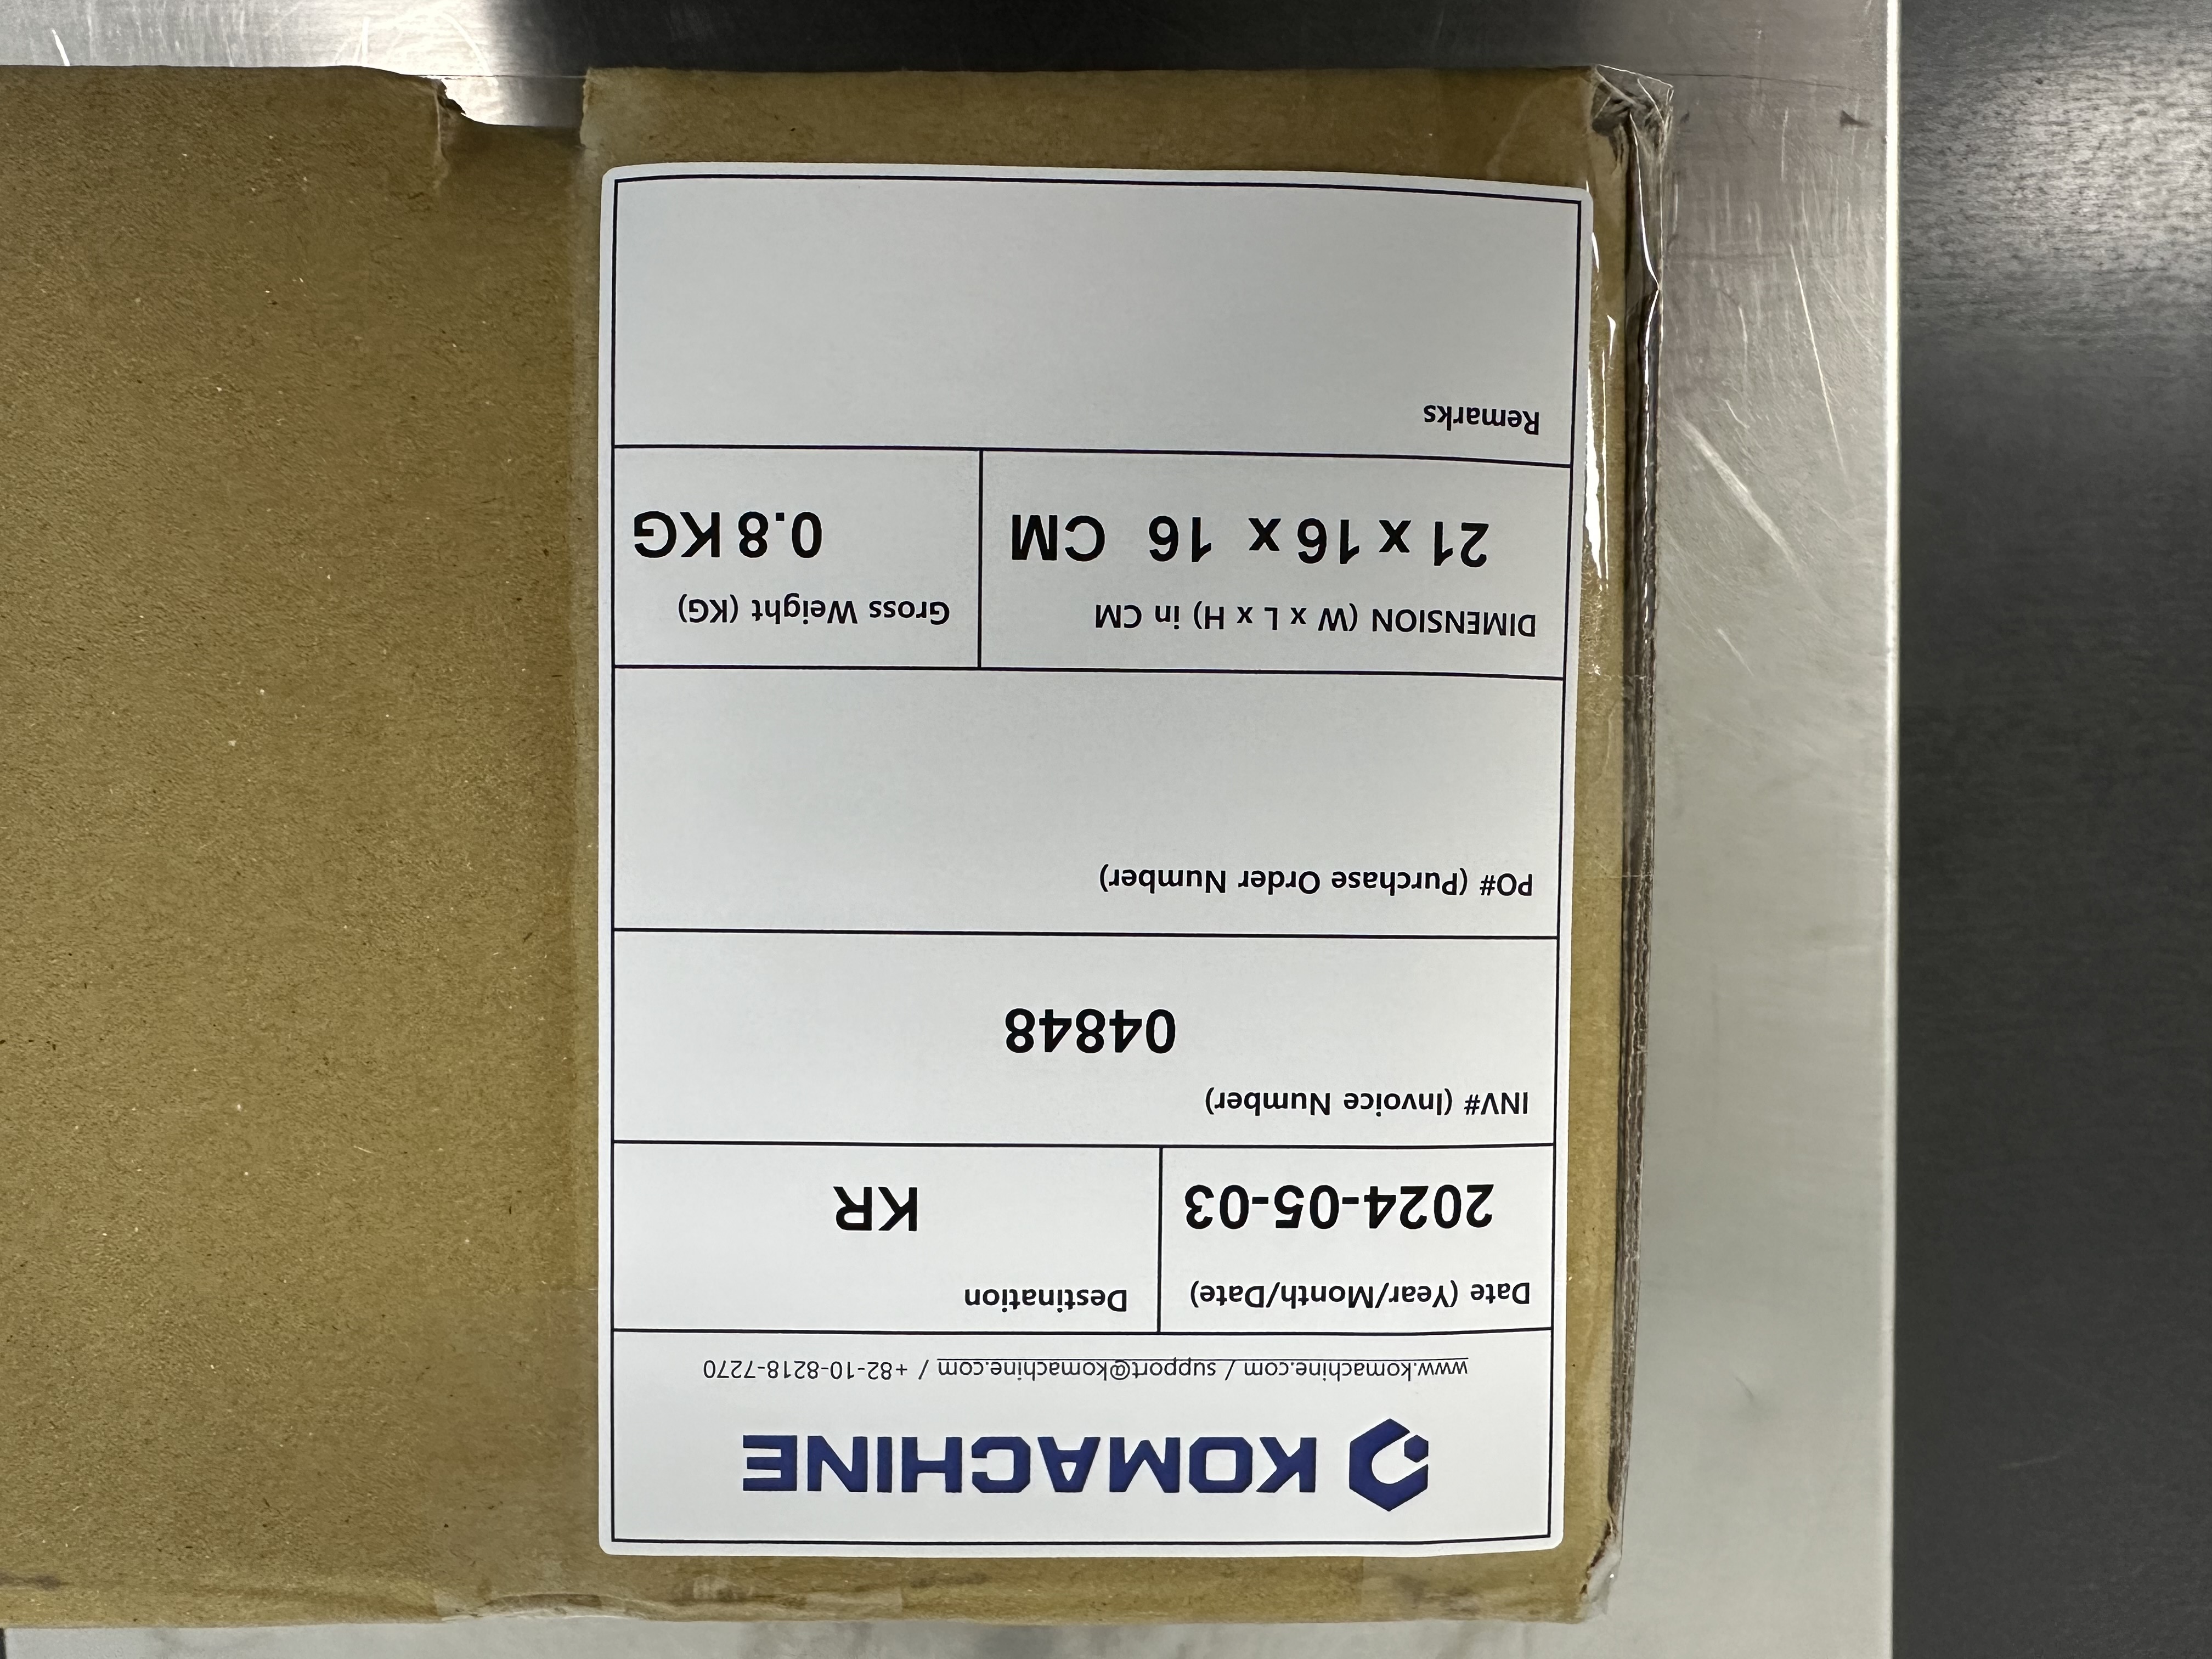 KOMACHINE
www.komachine.com / support@komachine.com / +82-10-8218-7270
Date (Year/Month/Date)
2024-05-03
Destination
KR
INV# (Invoice Number)
04848
PO# (Purchase Order Number)
DIMENSION (W x L x H) in CM
21 x 16 x 16 CM
Gross Weight (KG)
0.8 KG
Remarks